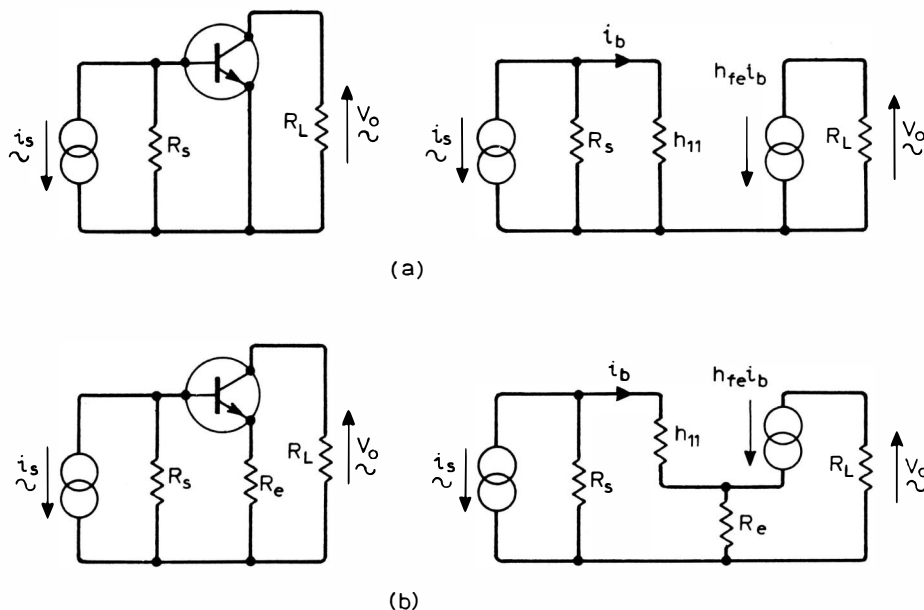 i_s R_s R_L V_o
i_b
i_s R_s h_11 h_fe i_b R_L V_o
(a)
i_s R_s R_e R_L V_o
i_b h_fe i_b
i_s R_s h_11 R_e R_L V_o
(b)